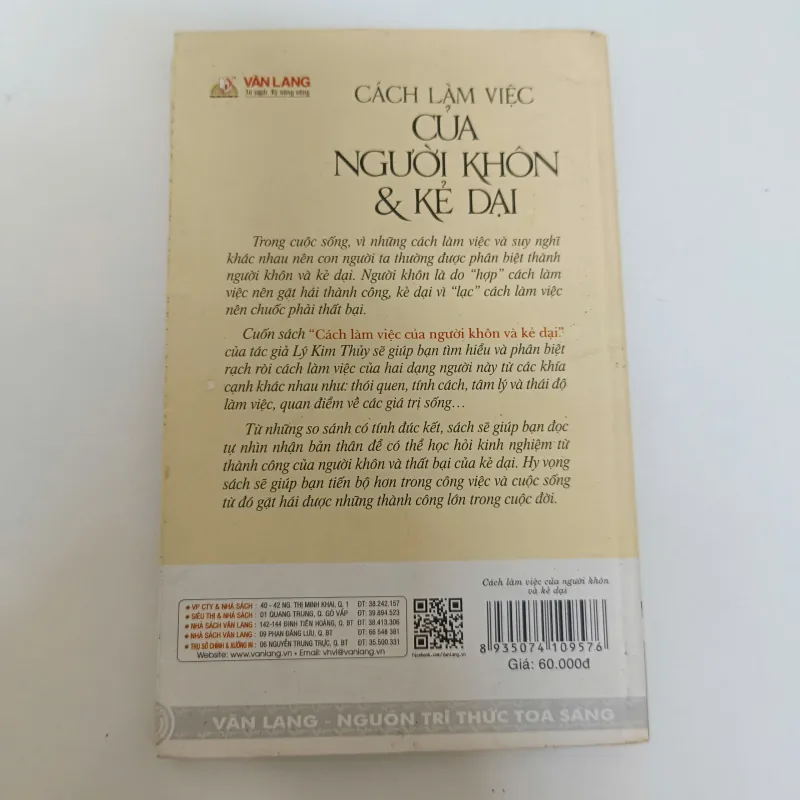 VĂN LANG
Tủ sách Kỹ năng sống
CÁCH LÀM VIỆC
CỦA
NGƯỜI KHÔN
& KẺ DẠI
Trong cuộc sống, vì những cách làm việc và suy nghĩ
khác nhau nên con người ta thường được phân biệt thành
người khôn và kẻ dại. Người khôn là do “hợp” cách làm
việc nên gặt hái thành công, kẻ dại vì “lạc” cách làm việc
nên chuốc phải thất bại.
Cuốn sách “Cách làm việc của người khôn và kẻ dại”
của tác giả Lý Kim Thủy sẽ giúp bạn tìm hiểu và phân biệt
rạch ròi cách làm việc của hai dạng người này từ các khía
cạnh khác nhau như: thói quen, tính cách, tâm lý và thái độ
làm việc, quan điểm về các giá trị sống...
Từ những so sánh có tính đúc kết, sách sẽ giúp bạn đọc
tự nhìn nhận bản thân để có thể học hỏi kinh nghiệm từ
thành công của người khôn và thất bại của kẻ dại. Hy vọng
sách sẽ giúp bạn tiến bộ hơn trong công việc và cuộc sống
từ đó gặt hái được những thành công lớn trong cuộc đời.
Cách làm việc của người khôn
và kẻ dại
VP CTY & NHÀ SÁCH : 40 - 42 NG. THỊ MINH KHAI, Q. 1 ĐT: 38.242.157
SIÊU THỊ & NHÀ SÁCH : 01 QUANG TRUNG, Q. GÒ VẤP ĐT: 39.894.523
NHÀ SÁCH VĂN LANG : 142-144 ĐINH TIÊN HOÀNG, Q. BT ĐT: 38.413.306
NHÀ SÁCH VĂN LANG : 09 PHAN ĐĂNG LƯU, Q. BT ĐT: 66 548 381
TRỤ SỞ CHÍNH & XƯỞNG IN : 06 NGUYỄN TRUNG TRỰC, Q. BT ĐT: 35.500.331
Website: www.vanlang.vn • Email: vhvl@vanlang.vn
facebook.com/dat.vanlang
8 935074 109576
Giá: 60.000đ
VĂN LANG - NGUỒN TRI THỨC TỎA SÁNG